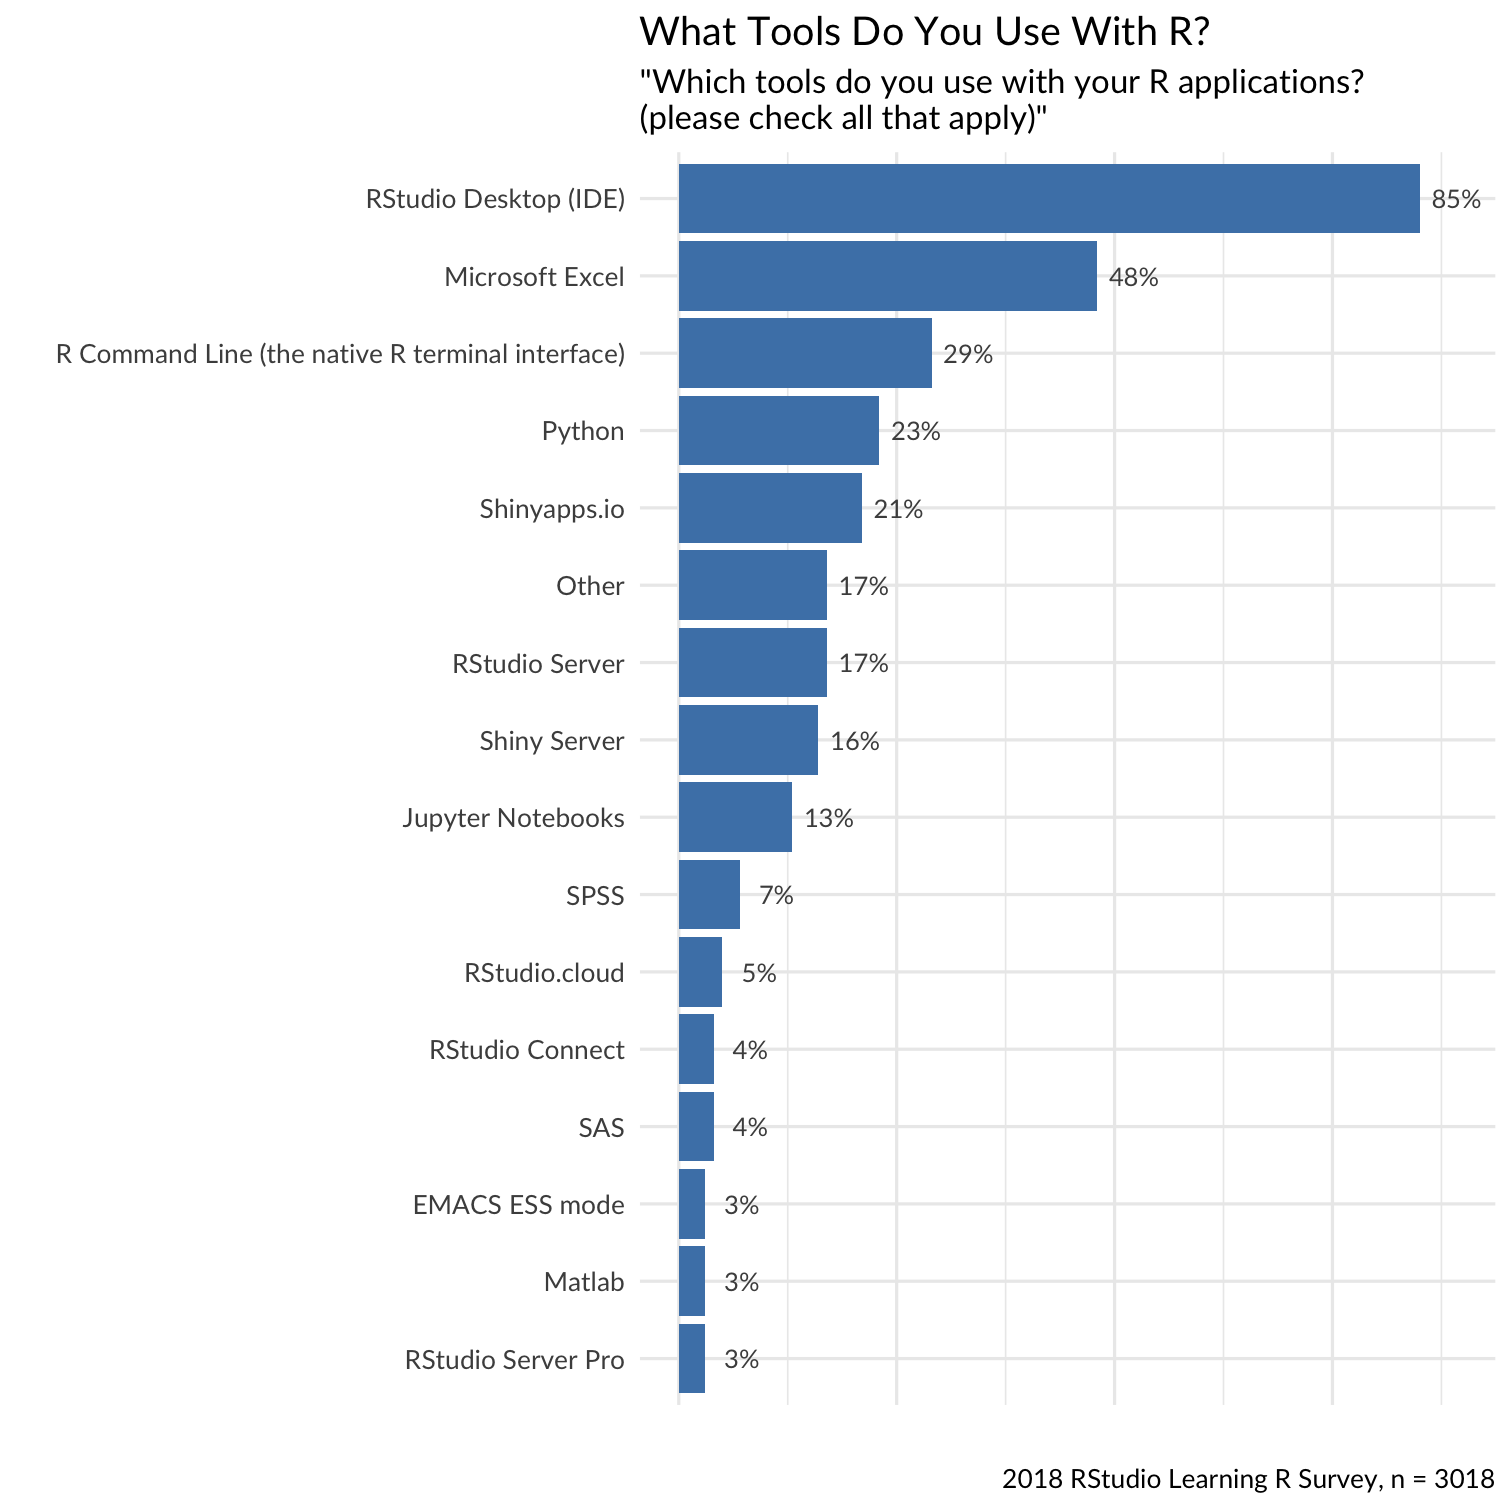 What Tools Do You Use With R?
"Which tools do you use with your R applications?
(please check all that apply)"
RStudio Desktop (IDE) 85%
Microsoft Excel 48%
R Command Line (the native R terminal interface) 29%
Python 23%
Shinyapps.io 21%
Other 17%
RStudio Server 17%
Shiny Server 16%
Jupyter Notebooks 13%
SPSS 7%
RStudio.cloud 5%
RStudio Connect 4%
SAS 4%
EMACS ESS mode 3%
Matlab 3%
RStudio Server Pro 3%
2018 RStudio Learning R Survey, n = 3018